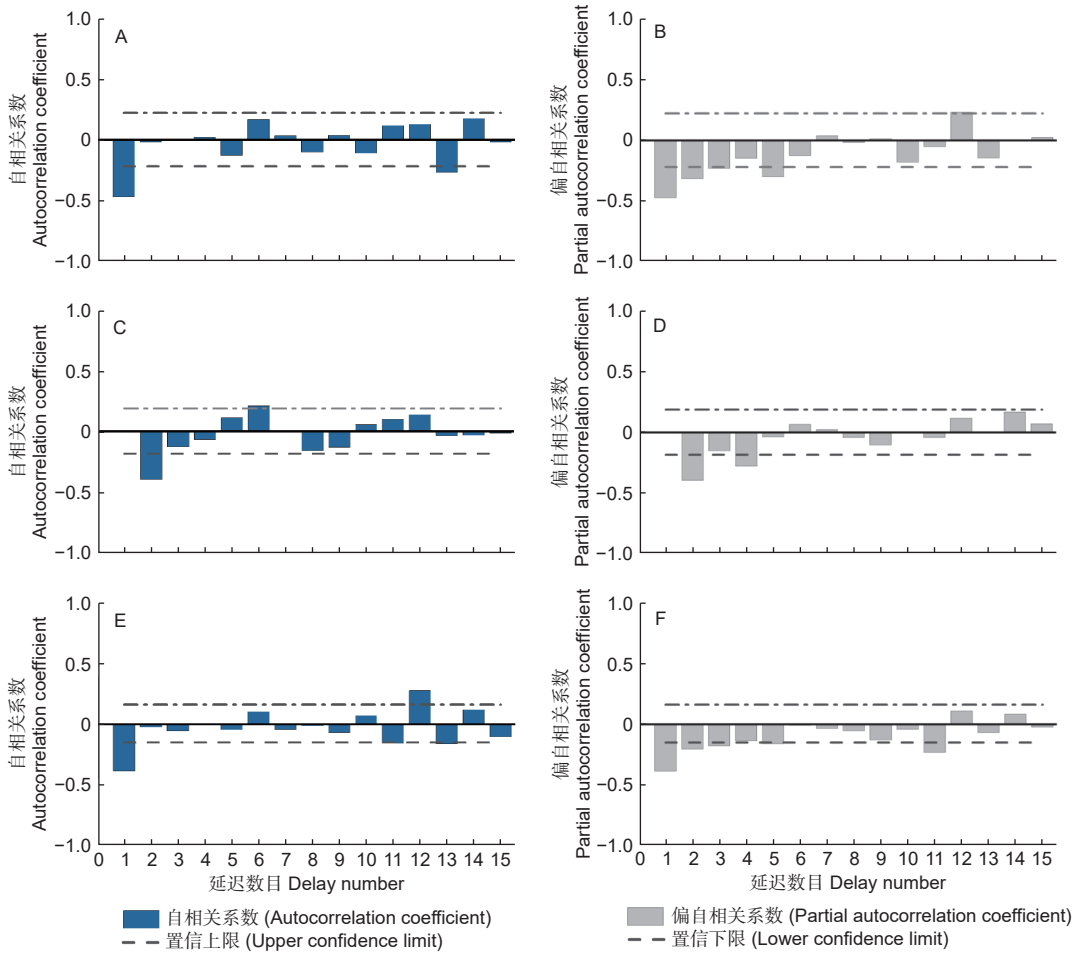 自相关系数
Autocorrelation coefficient
1.0
0.5
0
−0.5
−1.0
A
偏自相关系数
Partial autocorrelation coefficient
1.0
0.5
0
−0.5
−1.0
B
自相关系数
Autocorrelation coefficient
1.0
0.5
0
−0.5
−1.0
C
偏自相关系数
Partial autocorrelation coefficient
1.0
0.5
0
−0.5
−1.0
D
自相关系数
Autocorrelation coefficient
1.0
0.5
0
−0.5
−1.0
E
0 1 2 3 4 5 6 7 8 9 10 11 12 13 14 15
延迟数目 Delay number
偏自相关系数
Partial autocorrelation coefficient
1.0
0.5
0
−0.5
−1.0
F
0 1 2 3 4 5 6 7 8 9 10 11 12 13 14 15
延迟数目 Delay number
自相关系数 (Autocorrelation coefficient)
置信上限 (Upper confidence limit)
偏自相关系数 (Partial autocorrelation coefficient)
置信下限 (Lower confidence limit)